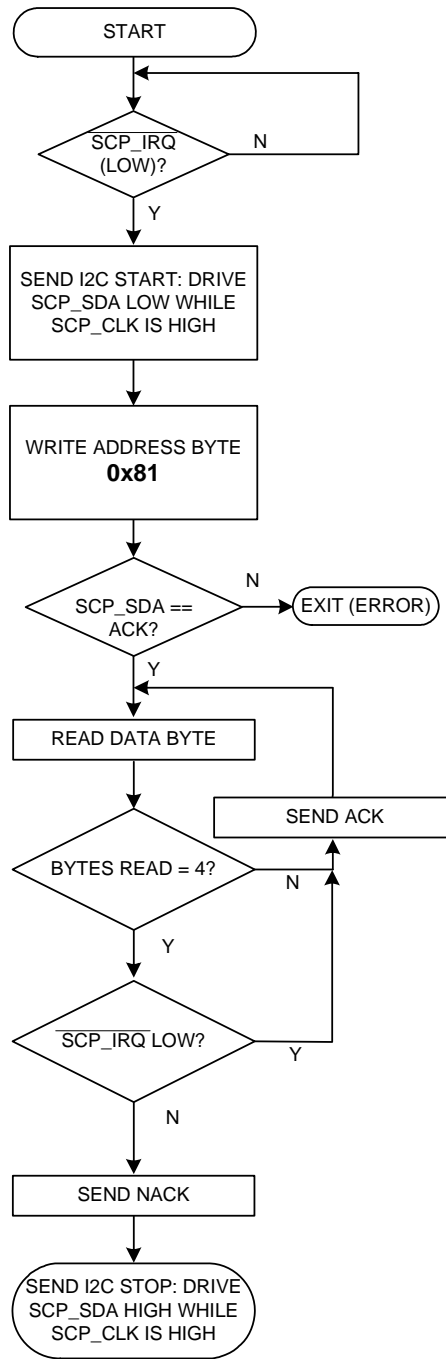 START
SCP_IRQ
(LOW)?
N
Y
SEND I2C START: DRIVE
SCP_SDA LOW WHILE
SCP_CLK IS HIGH
WRITE ADDRESS BYTE
0x81
SCP_SDA ==
ACK?
N
EXIT (ERROR)
Y
READ DATA BYTE
SEND ACK
BYTES READ = 4?
N
Y
SCP_IRQ LOW?
Y
N
SEND NACK
SEND I2C STOP: DRIVE
SCP_SDA HIGH WHILE
SCP_CLK IS HIGH